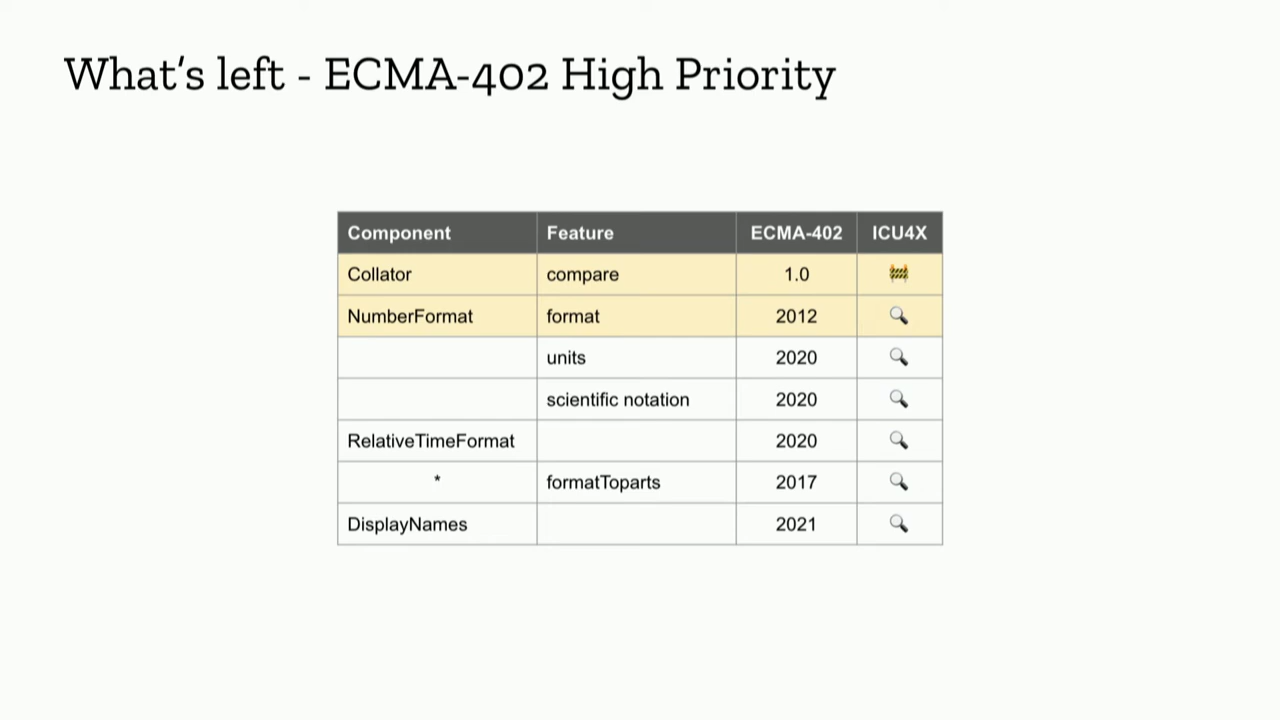 What's left - ECMA-402 High Priority
Component Feature ECMA-402 ICU4X
Collator compare 1.0 🚧
NumberFormat format 2012 🔍
units 2020 🔍
scientific notation 2020 🔍
RelativeTimeFormat 2020 🔍
* formatToparts 2017 🔍
DisplayNames 2021 🔍